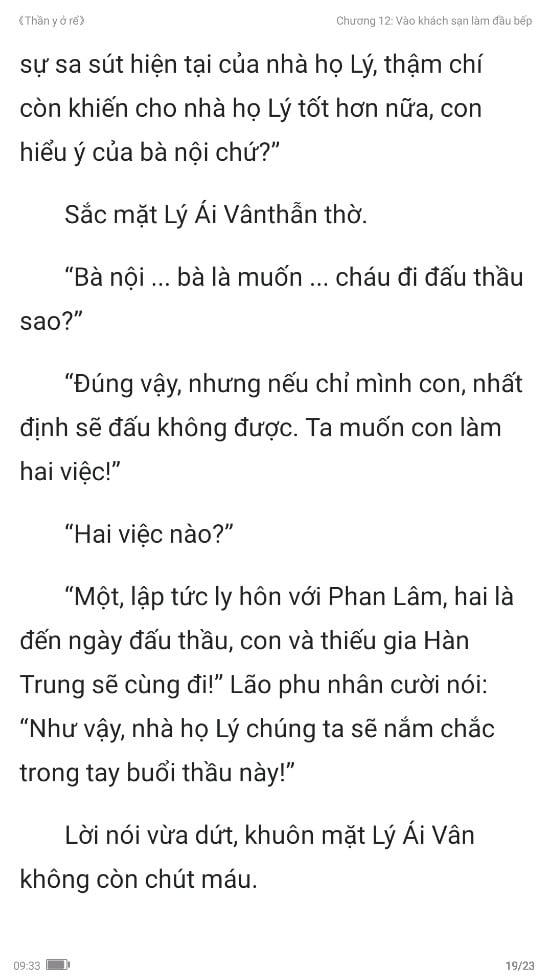 《Thần y ở rể》
Chương 12: Vào khách sạn làm đầu bếp
sự sa sút hiện tại của nhà họ Lý, thậm chí
còn khiến cho nhà họ Lý tốt hơn nữa, con
hiểu ý của bà nội chứ?”
Sắc mặt Lý Ái Vânthẫn thờ.
“Bà nội ... bà là muốn ... cháu đi đấu thầu
sao?”
“Đúng vậy, nhưng nếu chỉ mình con, nhất
định sẽ đấu không được. Ta muốn con làm
hai việc!”
“Hai việc nào?”
“Một, lập tức ly hôn với Phan Lâm, hai là
đến ngày đấu thầu, con và thiếu gia Hàn
Trung sẽ cùng đi!” Lão phu nhân cười nói:
“Như vậy, nhà họ Lý chúng ta sẽ nắm chắc
trong tay buổi thầu này!”
Lời nói vừa dứt, khuôn mặt Lý Ái Vân
không còn chút máu.
09:33
19/23